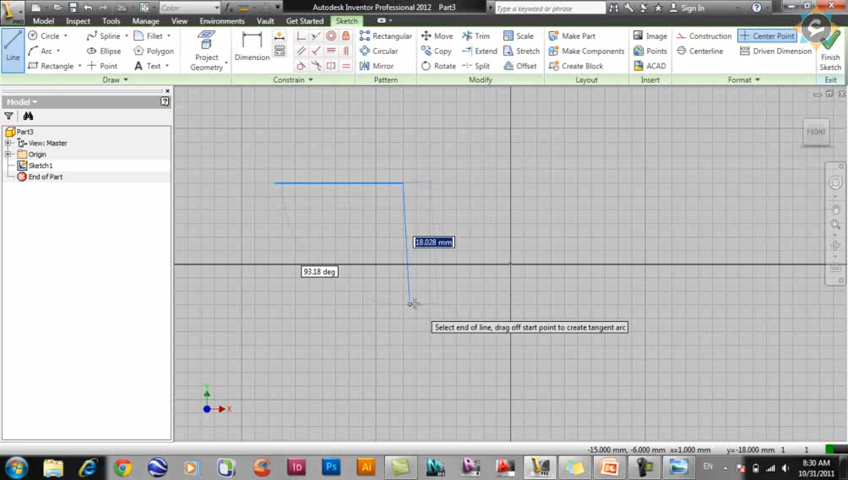 Autodesk Inventor Professional 2012 Part3
Type a keyword or phrase
Sign In
Color
Model Inspect Tools Manage View Environments Vault Get Started Sketch
Line
Circle Spline Fillet
Arc Ellipse Polygon
Rectangle Point Text
Project Geometry
Dimension
Rectangular
Circular
Mirror
Move Trim Scale
Copy Extend Stretch
Rotate Split Offset
Make Part
Make Components
Create Block
Image
Points
ACAD
Construction Center Point
Centerline Driven Dimension
Finish Sketch
Draw Constrain Pattern Modify Layout Insert Format Exit
Model
Part3
View: Master
Origin
Sketch1
End of Part
FRONT
18.028 mm
93.18 deg
Select end of line, drag off start point to create tangent arc
X
-15.000 mm, -6.000 mm x=1.000 mm y=-18.000 mm 1 1
Id Ps Ai
EN
8:30 AM
10/31/2011